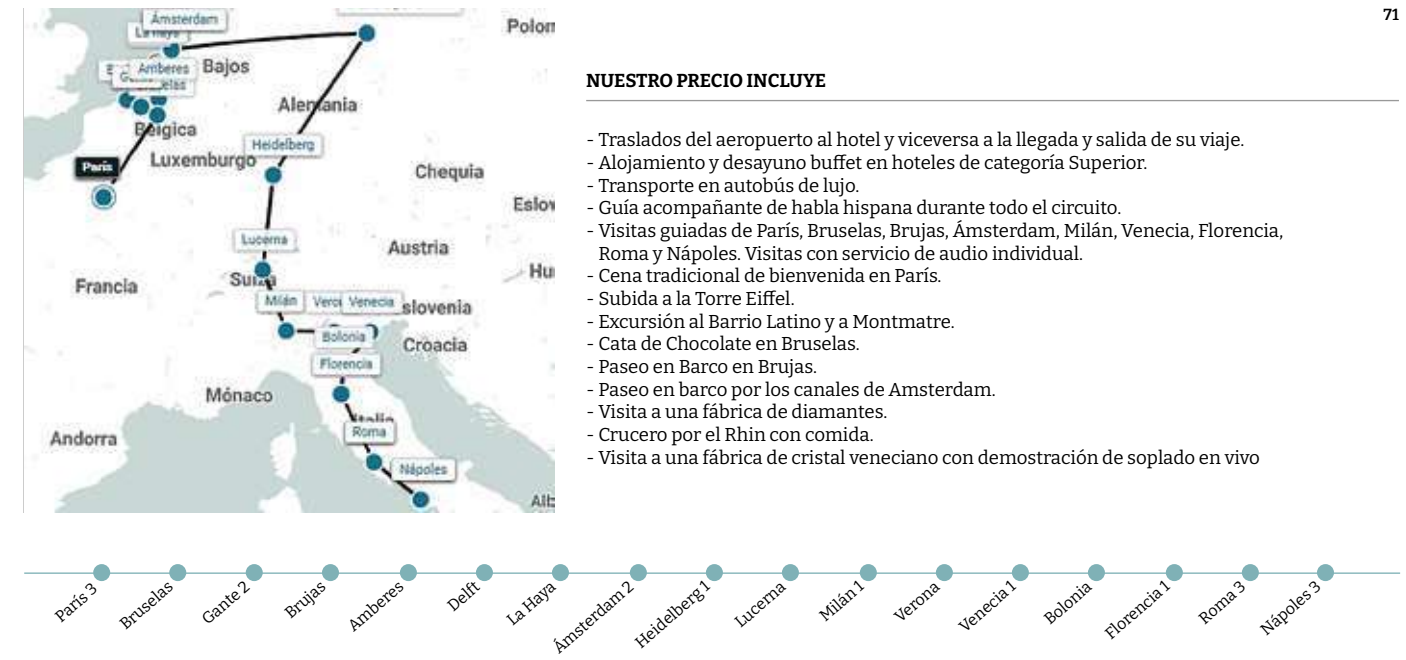 71
Ámsterdam
La Haya
Polon
Amberes
Bajos
elas
Alemania
Bélgica
Heidelberg
Luxemburgo
París
Chequia
Eslov
Lucerna
Austria
Suiza
Hu
Francia
Milán
Vero
Venecia
slovenia
Bolonia
Croacia
Florencia
Mónaco
Italia
Roma
Andorra
Nápoles
Alb
NUESTRO PRECIO INCLUYE
- Traslados del aeropuerto al hotel y viceversa a la llegada y salida de su viaje.
- Alojamiento y desayuno buffet en hoteles de categoría Superior.
- Transporte en autobús de lujo.
- Guía acompañante de habla hispana durante todo el circuito.
- Visitas guiadas de París, Bruselas, Brujas, Ámsterdam, Milán, Venecia, Florencia,
Roma y Nápoles. Visitas con servicio de audio individual.
- Cena tradicional de bienvenida en París.
- Subida a la Torre Eiffel.
- Excursión al Barrio Latino y a Montmatre.
- Cata de Chocolate en Bruselas.
- Paseo en Barco en Brujas.
- Paseo en barco por los canales de Amsterdam.
- Visita a una fábrica de diamantes.
- Crucero por el Rhin con comida.
- Visita a una fábrica de cristal veneciano con demostración de soplado en vivo
París 3
Bruselas
Gante 2
Brujas
Amberes
Delft
La Haya
Ámsterdam 2
Heidelberg 1
Lucerna
Milán 1
Verona
Venecia 1
Bolonia
Florencia 1
Roma 3
Nápoles 3